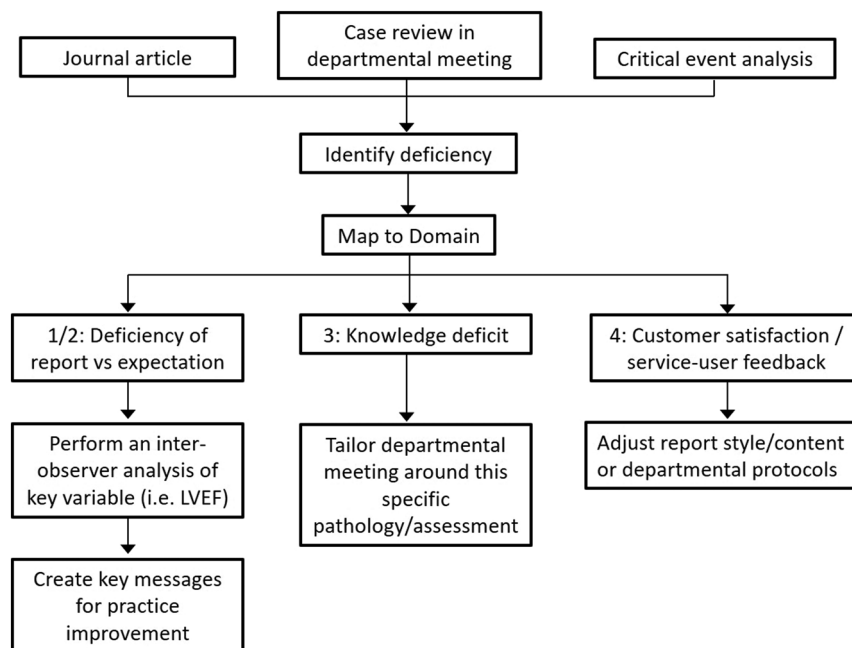 Journal article
Case review in
departmental meeting
Critical event analysis
Identify deficiency
Map to Domain
1/2: Deficiency of
report vs expectation
3: Knowledge deficit
4: Customer satisfaction /
service-user feedback
Perform an inter-
observer analysis of
key variable (i.e. LVEF)
Tailor departmental
meeting around this
specific
pathology/assessment
Adjust report style/content
or departmental protocols
Create key messages
for practice
improvement